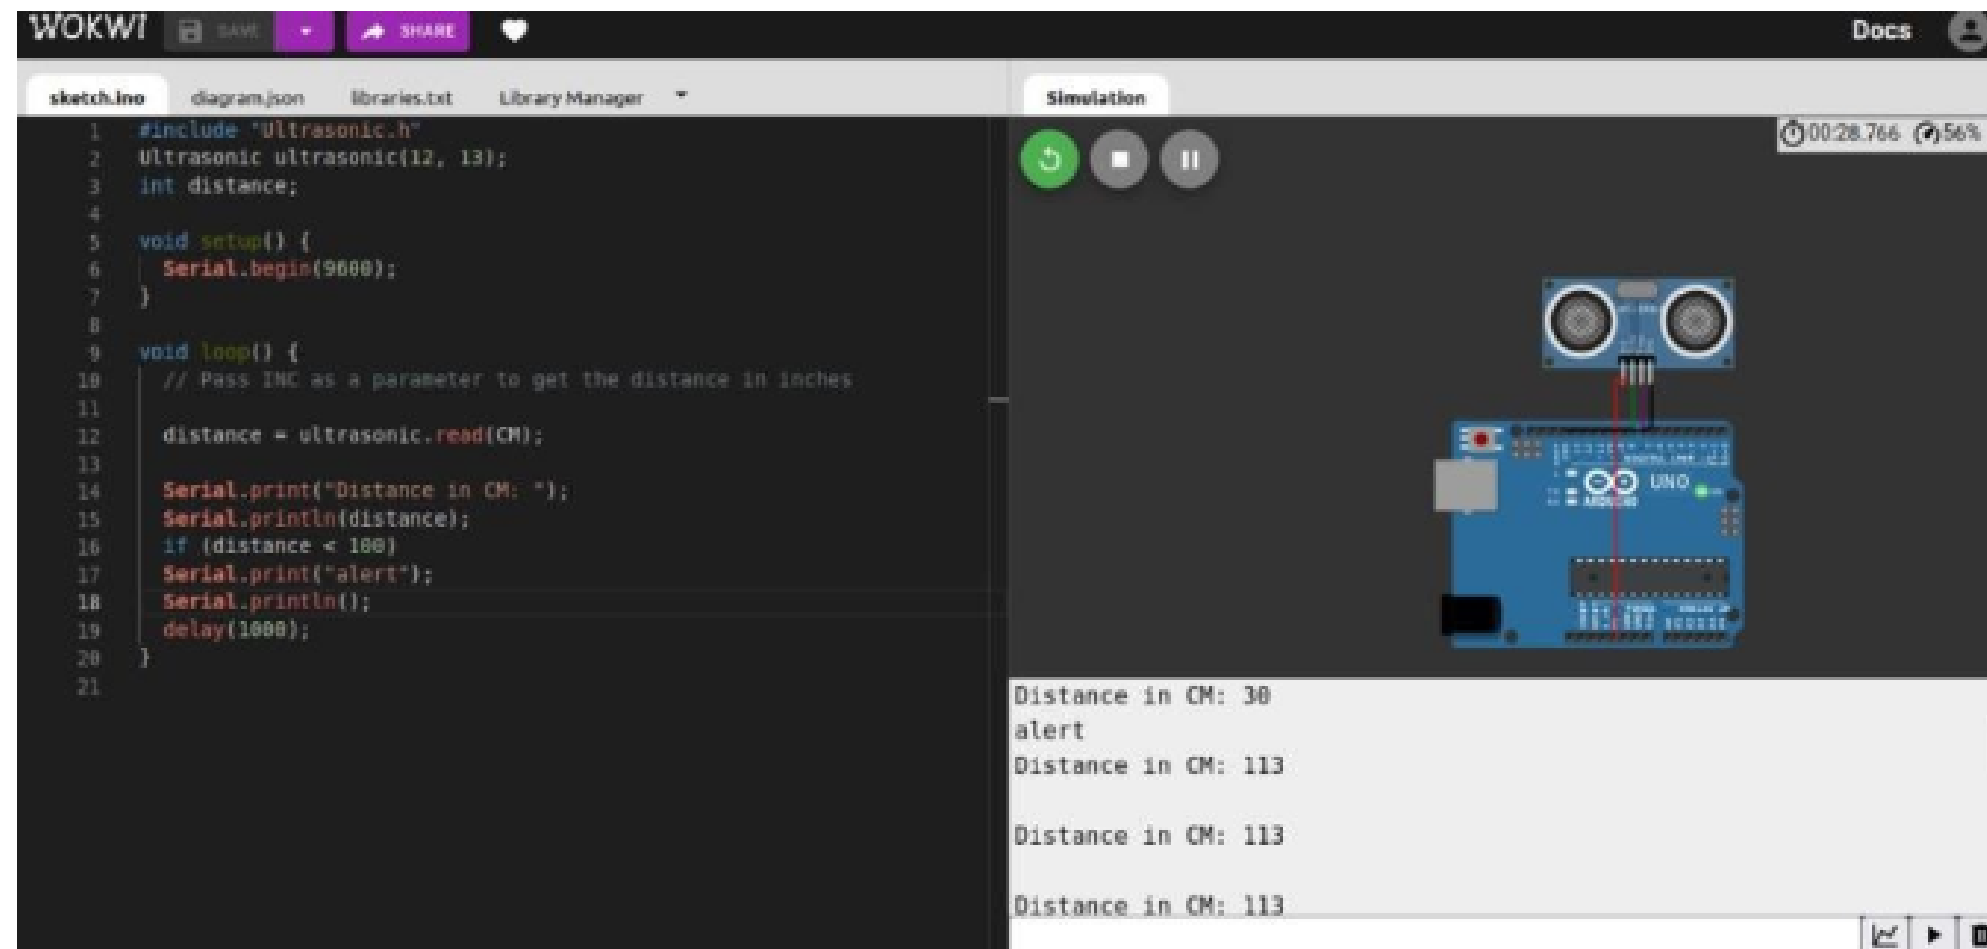 WOKWI SAVE SHARE Docs
sketch.ino diagram.json libraries.txt Library Manager
Simulation
00:28.766 56%
1 #include "Ultrasonic.h"
2 Ultrasonic ultrasonic(12, 13);
3 int distance;
4
5 void setup() {
6 Serial.begin(9600);
7 }
8
9 void loop() {
10 // Pass INC as a parameter to get the distance in inches
11
12 distance = ultrasonic.read(CM);
13
14 Serial.print("Distance in CM: ");
15 Serial.println(distance);
16 if (distance < 100)
17 Serial.print("alert");
18 Serial.println();
19 delay(1000);
20 }
21
UNO
ARDUINO
Distance in CM: 30
alert
Distance in CM: 113
Distance in CM: 113
Distance in CM: 113